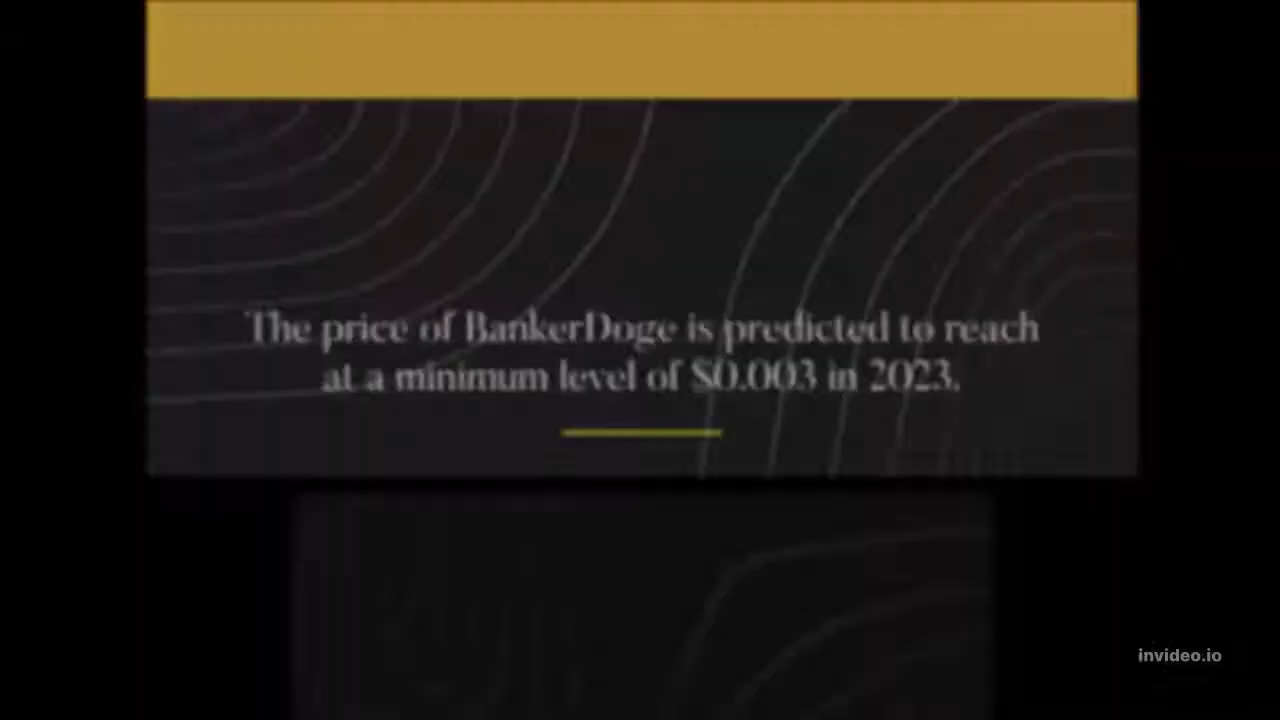 The price of BankerDoge is predicted to reach
at a minimum level of $0.003 in 2023.
invideo.io